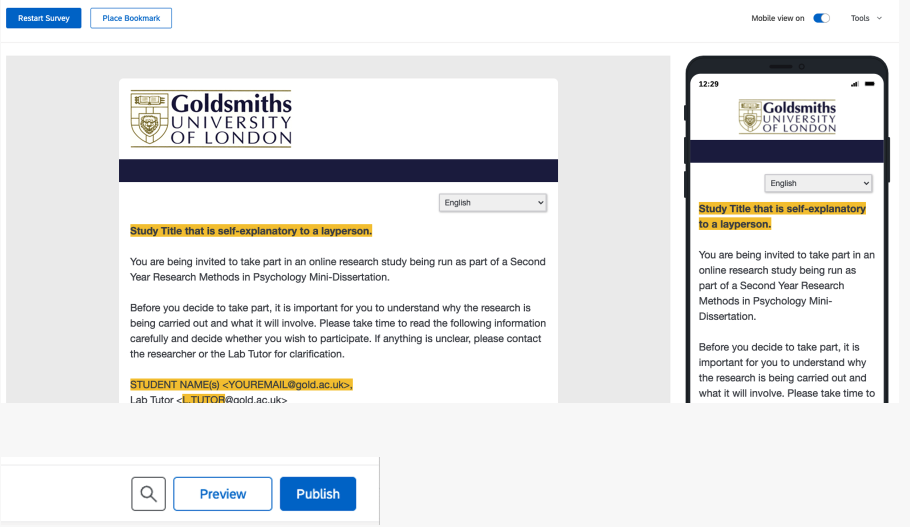 Restart Survey
Place Bookmark
Mobile view on
Tools
Goldsmiths
UNIVERSITY
OF LONDON
English
Study Title that is self-explanatory to a layperson.
You are being invited to take part in an online research study being run as part of a Second
Year Research Methods in Psychology Mini-Dissertation.
Before you decide to take part, it is important for you to understand why the research is
being carried out and what it will involve. Please take time to read the following information
carefully and decide whether you wish to participate. If anything is unclear, please contact
the researcher or the Lab Tutor for clarification.
STUDENT NAME(s) <YOUREMAIL@gold.ac.uk>,
Lab Tutor <L.TUTOR@gold.ac.uk>
12:29
Goldsmiths
UNIVERSITY
OF LONDON
English
Study Title that is self-explanatory
to a layperson.
You are being invited to take part in an
online research study being run as
part of a Second Year Research
Methods in Psychology Mini-
Dissertation.
Before you decide to take part, it is
important for you to understand why
the research is being carried out and
what it will involve. Please take time to
Preview
Publish